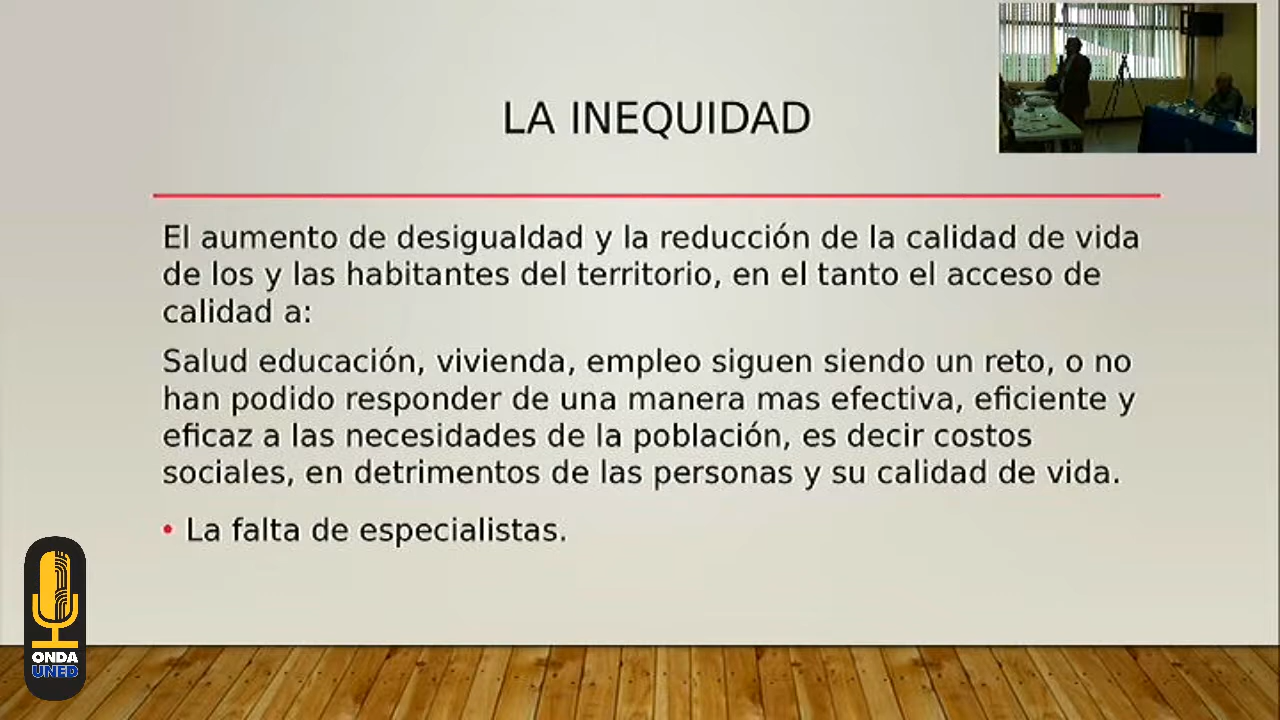 LA INEQUIDAD
El aumento de desigualdad y la reducción de la calidad de vida
de los y las habitantes del territorio, en el tanto el acceso de
calidad a:
Salud educación, vivienda, empleo siguen siendo un reto, o no
han podido responder de una manera mas efectiva, eficiente y
eficaz a las necesidades de la población, es decir costos
sociales, en detrimentos de las personas y su calidad de vida.
• La falta de especialistas.
ONDA
UNED